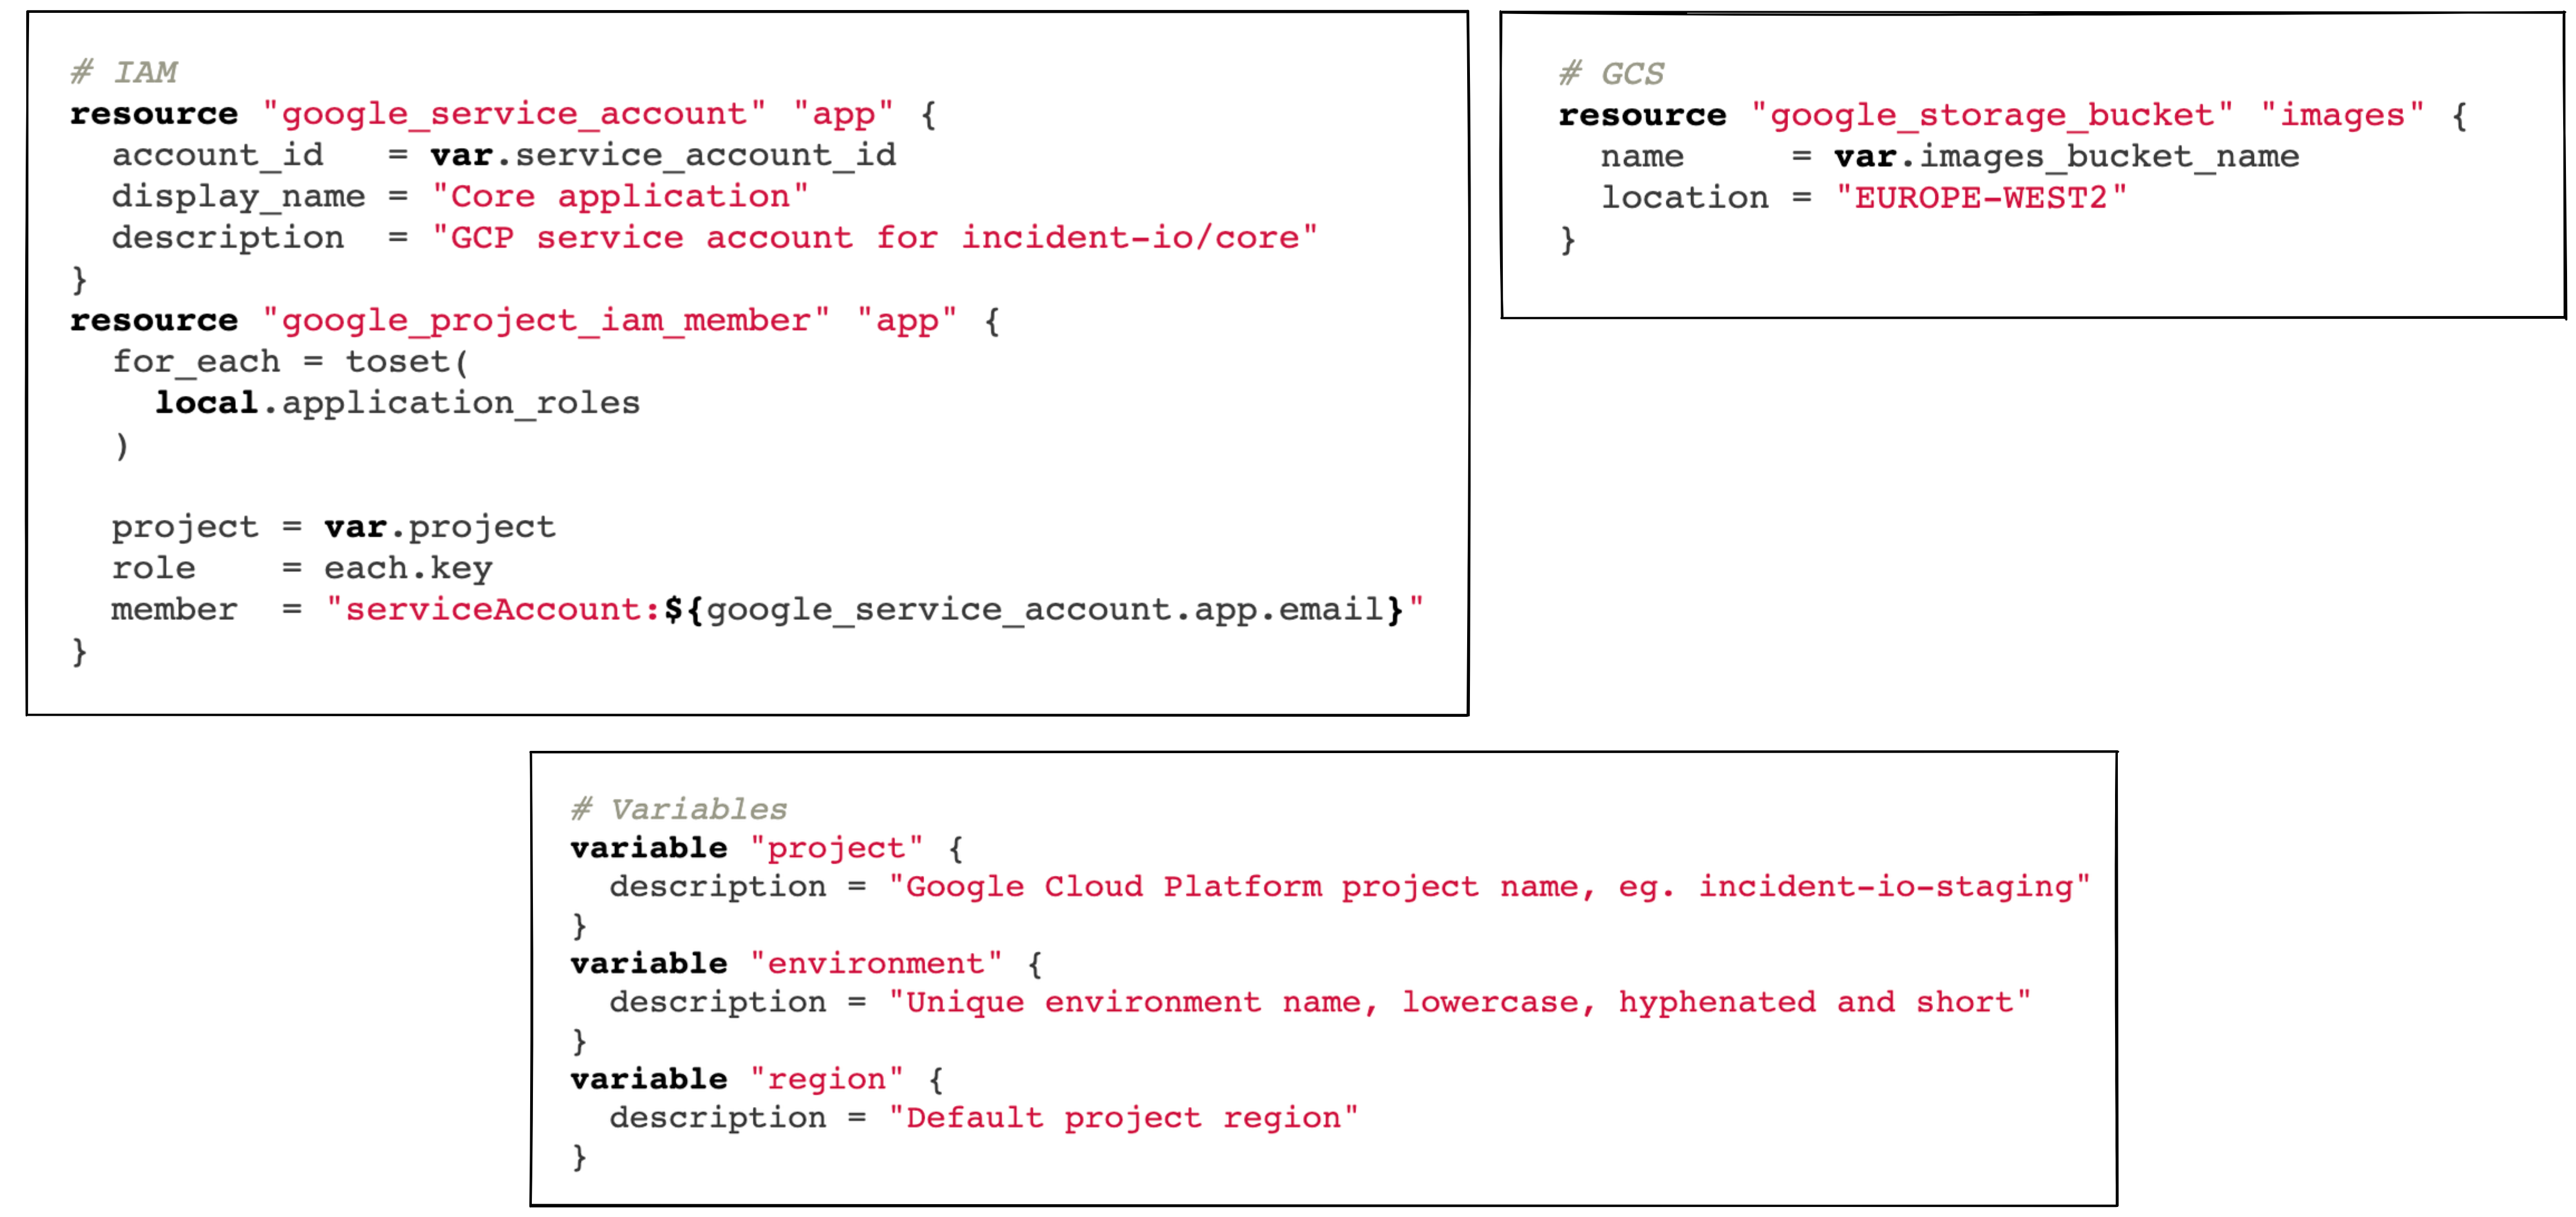 # IAM
resource "google_service_account" "app" {
  account_id   = var.service_account_id
  display_name = "Core application"
  description  = "GCP service account for incident-io/core"
}
resource "google_project_iam_member" "app" {
  for_each = toset(
    local.application_roles
  )

  project = var.project
  role    = each.key
  member  = "serviceAccount:${google_service_account.app.email}"
}
# GCS
resource "google_storage_bucket" "images" {
  name     = var.images_bucket_name
  location = "EUROPE-WEST2"
}
# Variables
variable "project" {
  description = "Google Cloud Platform project name, eg. incident-io-staging"
}
variable "environment" {
  description = "Unique environment name, lowercase, hyphenated and short"
}
variable "region" {
  description = "Default project region"
}